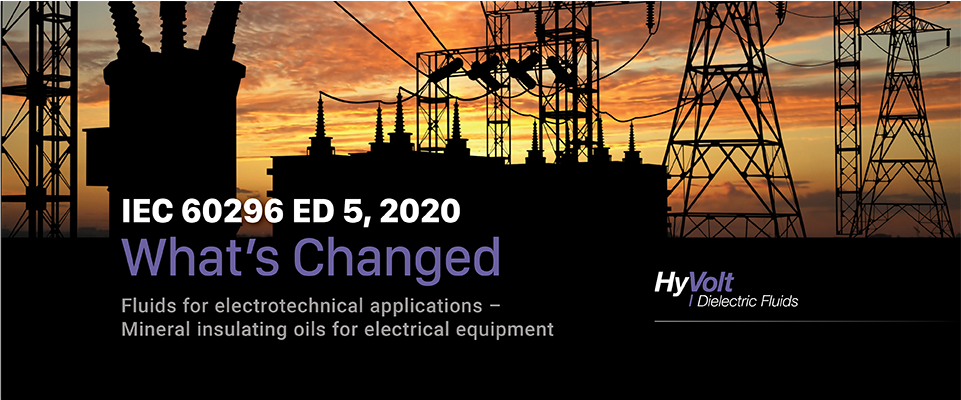 IEC 60296 ED 5, 2020
What's Changed
Fluids for electrotechnical applications –
Mineral insulating oils for electrical equipment
HyVolt
| Dielectric Fluids